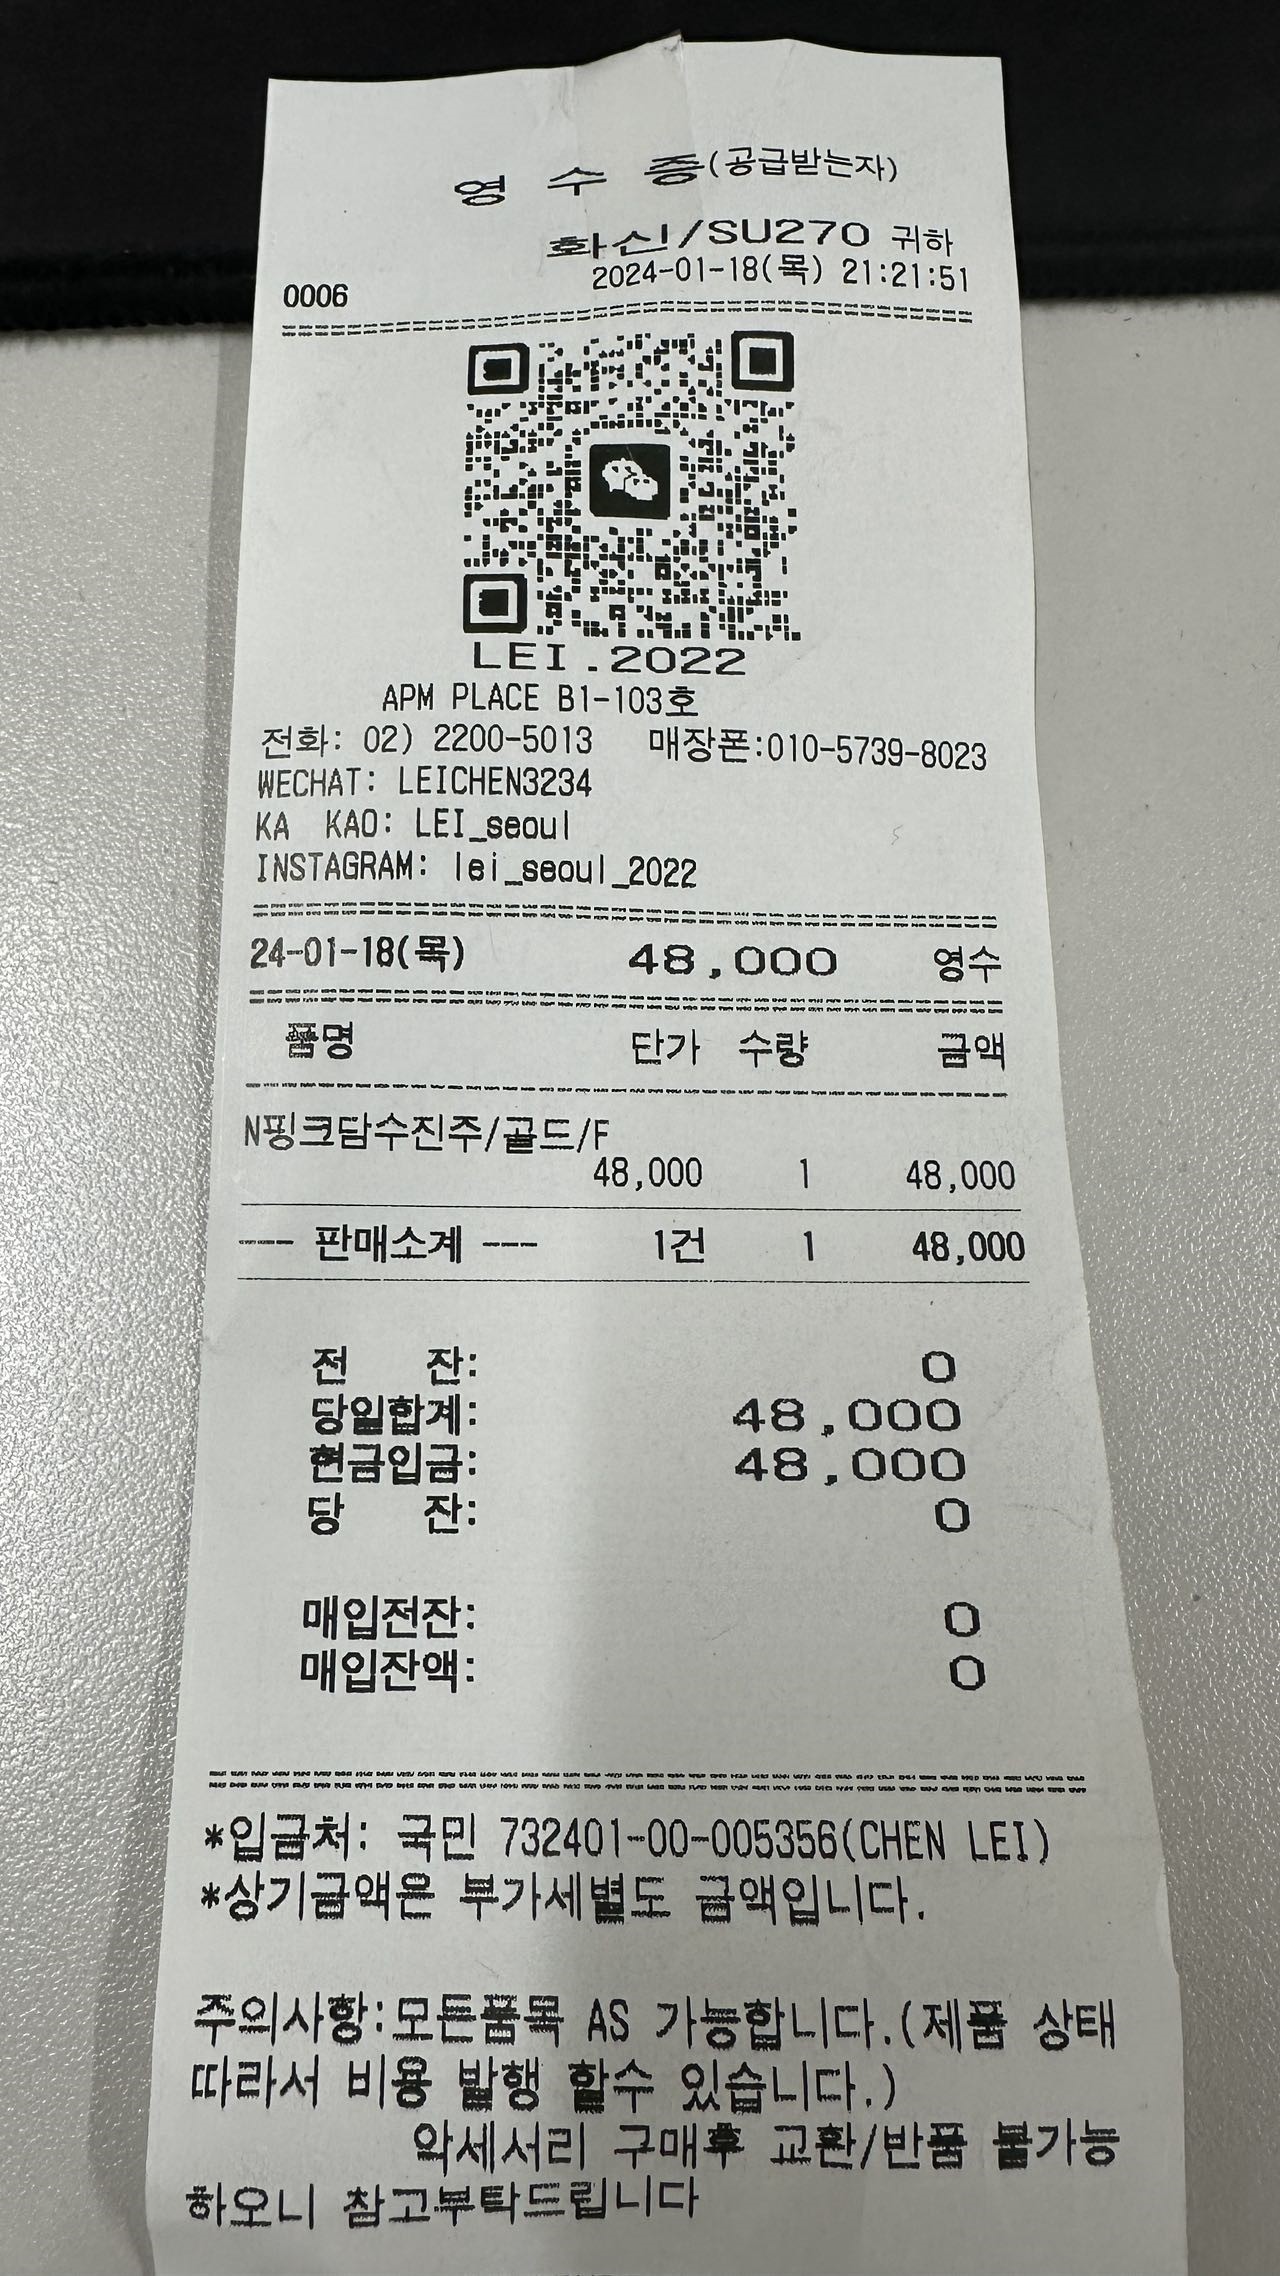 영 수 증(공급받는자)
화신/SU270 귀하
2024-01-18(목) 21:21:51
0006
LEI.2022
APM PLACE B1-103호
전화: 02) 2200-5013 매장폰:010-5739-8023
WECHAT: LEICHEN3234
KA KAO: LEI_seoul
INSTAGRAM: lei_seoul_2022
24-01-18(목) 48,000 영수
품명 단가 수량 금액
N핑크담수진주/골드/F
48,000 1 48,000
--- 판매소계 --- 1건 1 48,000
전 잔: 0
당일합계: 48,000
현금입금: 48,000
당 잔: 0
매입전잔: 0
매입잔액: 0
*입금처: 국민 732401-00-005356(CHEN LEI)
*상기금액은 부가세별도 금액입니다.
주의사항:모든품목 AS 가능합니다.(제품 상태
따라서 비용 발행 할수 있습니다.)
악세서리 구매후 교환/반품 불가능
하오니 참고부탁드립니다